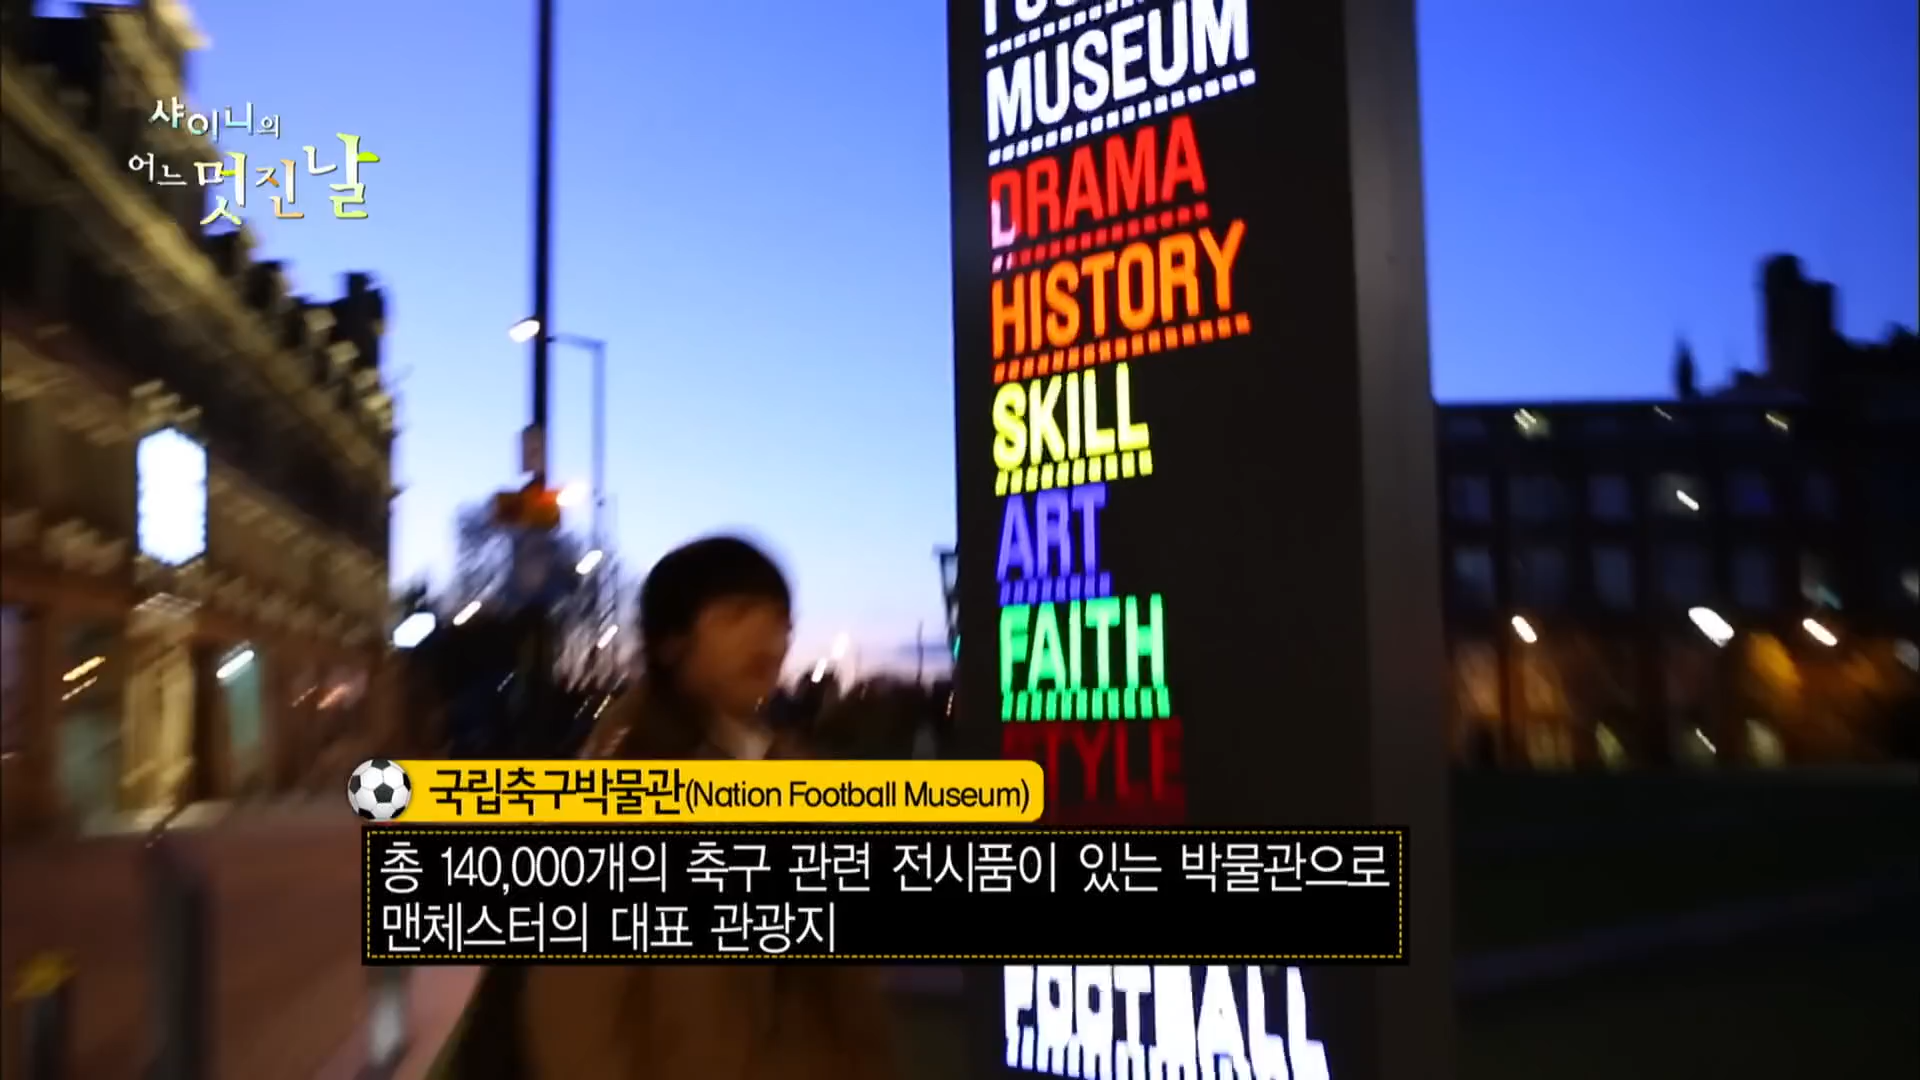 샤이니의
어느 멋진 날
MUSEUM
DRAMA
HISTORY
SKILL
ART
FAITH
STYLE
국립축구박물관(Nation Football Museum)
총 140,000개의 축구 관련 전시품이 있는 박물관으로
맨체스터의 대표 관광지
FOOTBALL